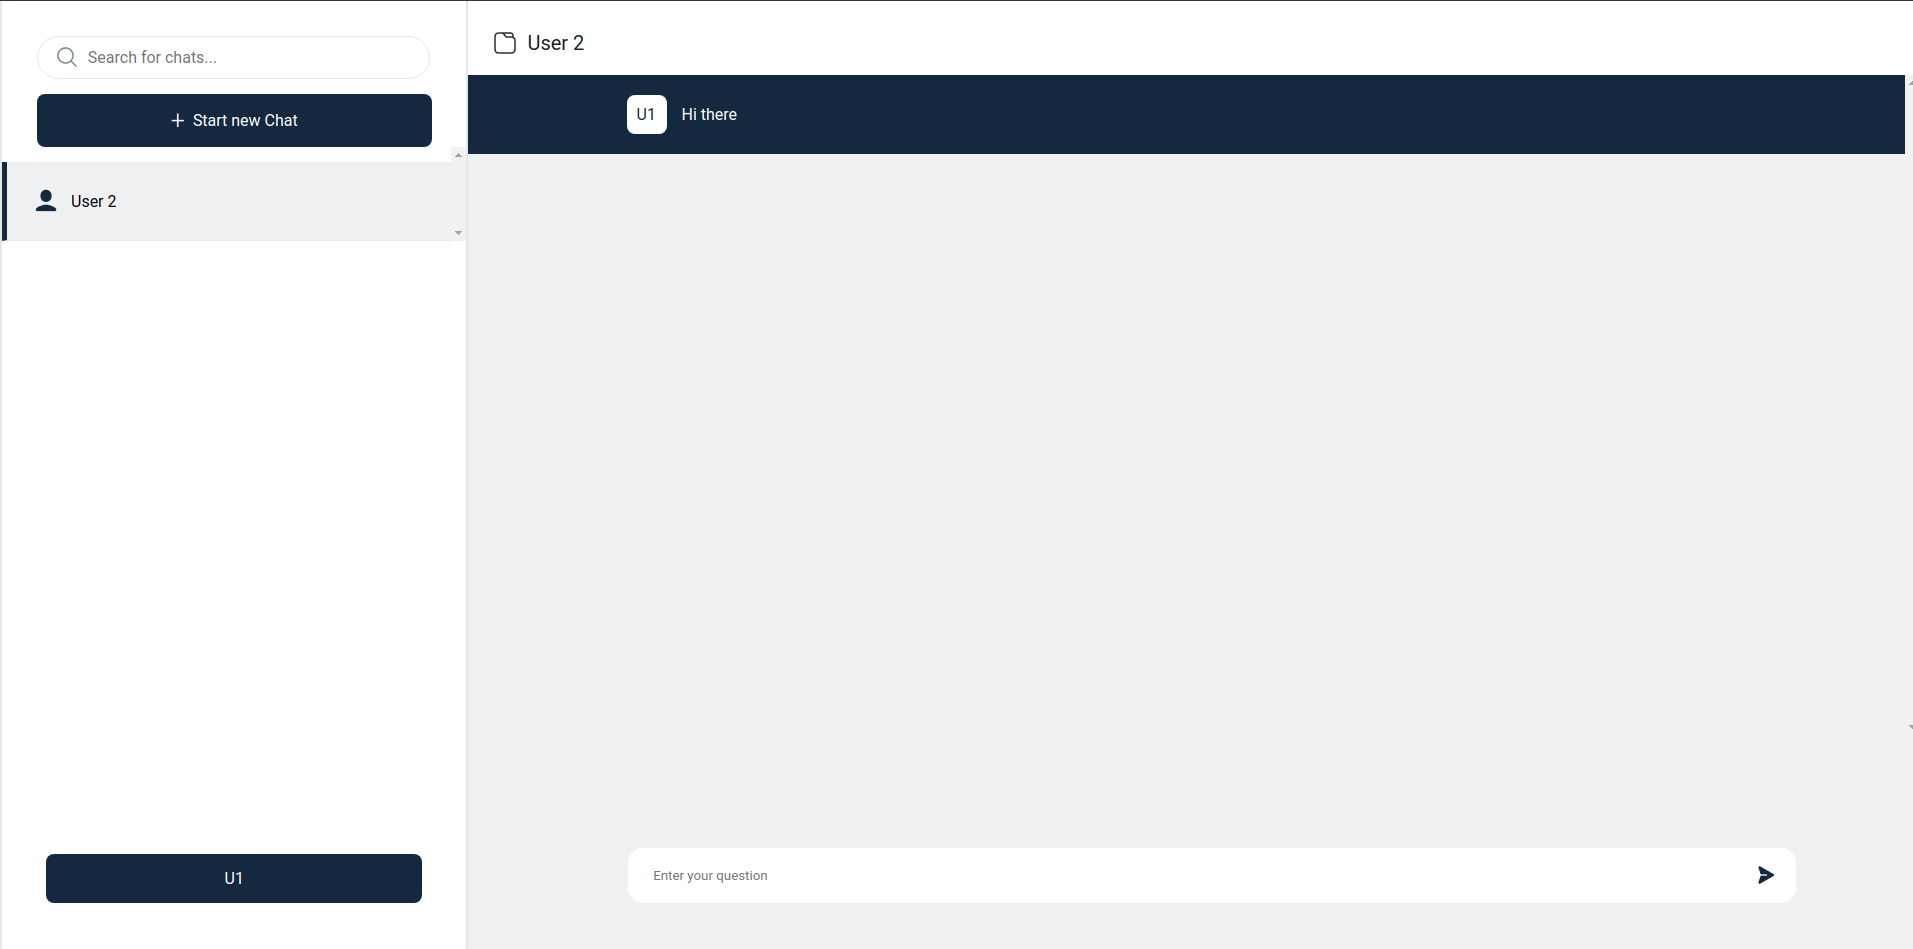 Search for chats...
Start new Chat
User 2
U1
User 2
U1 Hi there
Enter your question